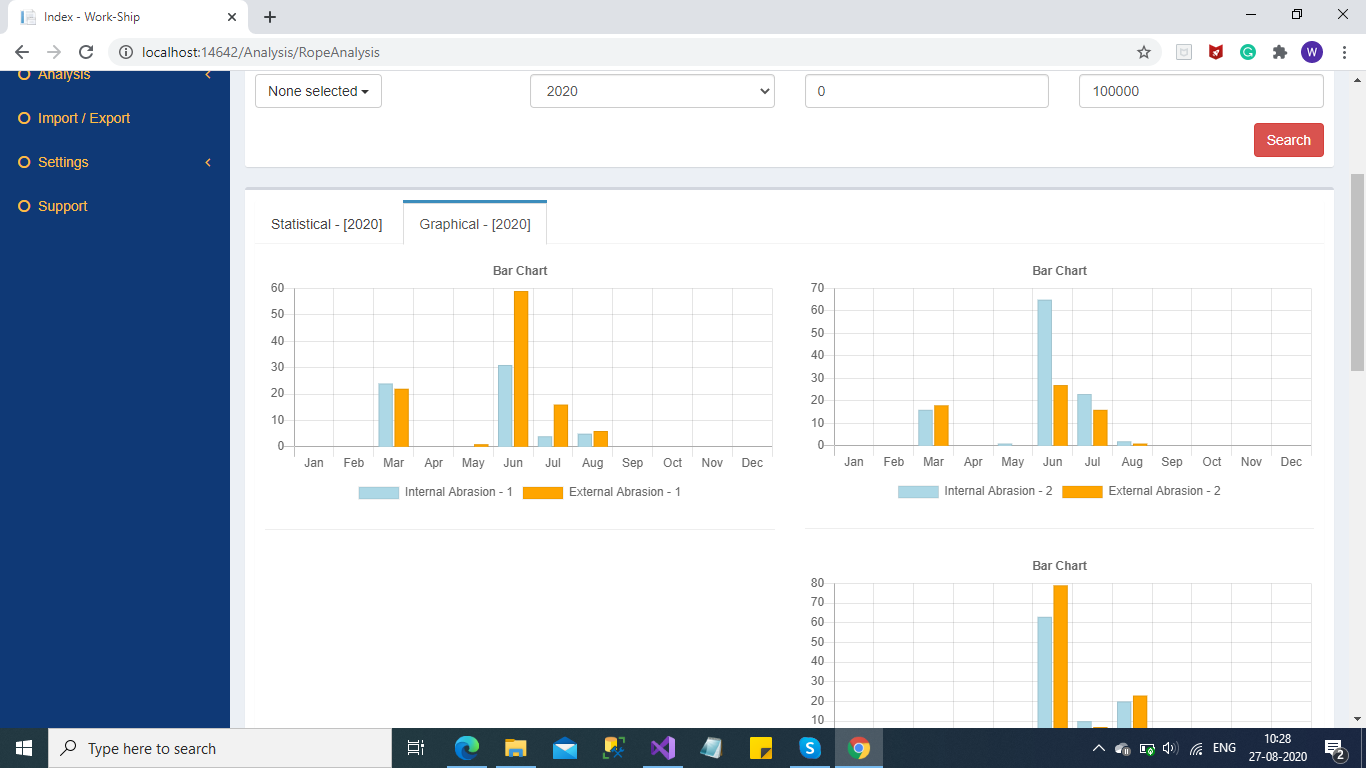 Index - Work-Ship
localhost:14642/Analysis/RopeAnalysis
W
Analysis
Import / Export
Settings
Support
None selected
2020
0
100000
Search
Statistical - [2020]
Graphical - [2020]
Bar Chart
60
50
40
30
20
10
0
Jan Feb Mar Apr May Jun Jul Aug Sep Oct Nov Dec
Internal Abrasion - 1 External Abrasion - 1
Bar Chart
70
60
50
40
30
20
10
0
Jan Feb Mar Apr May Jun Jul Aug Sep Oct Nov Dec
Internal Abrasion - 2 External Abrasion - 2
Bar Chart
80
70
60
50
40
30
20
10
Type here to search
ENG
10:28
27-08-2020
2